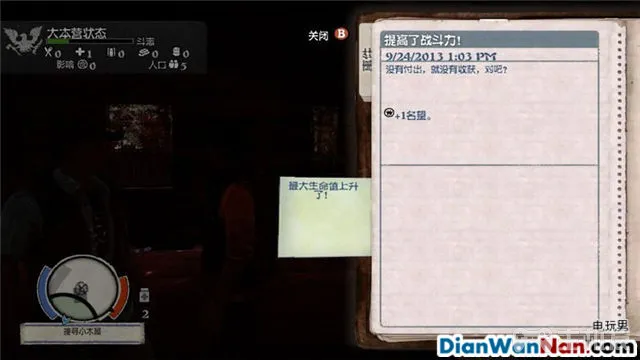 大本营状态
斗志
0 1 0 0 0
影响 0 人口 5
关闭 B
提高了战斗力!
9/24/2013 1:03 PM
没有付出，就没有收获，对吧?
+1名望。
最大生命值上升
了!
2
搜寻小木屋
电玩男
DianWanNan.com